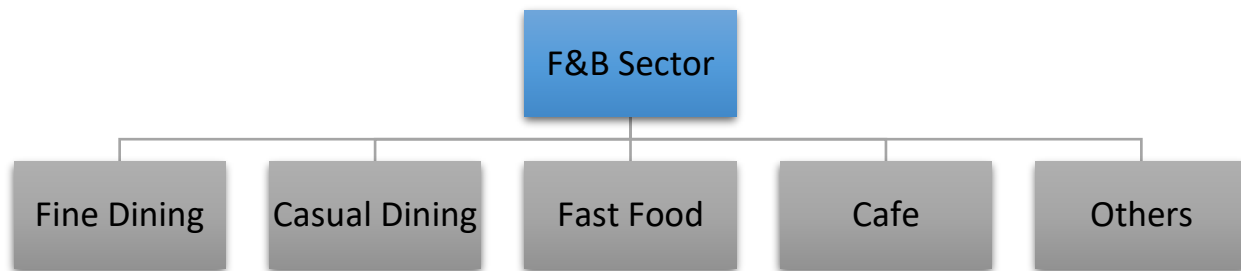 F&B Sector
Fine Dining
Casual Dining
Fast Food
Cafe
Others